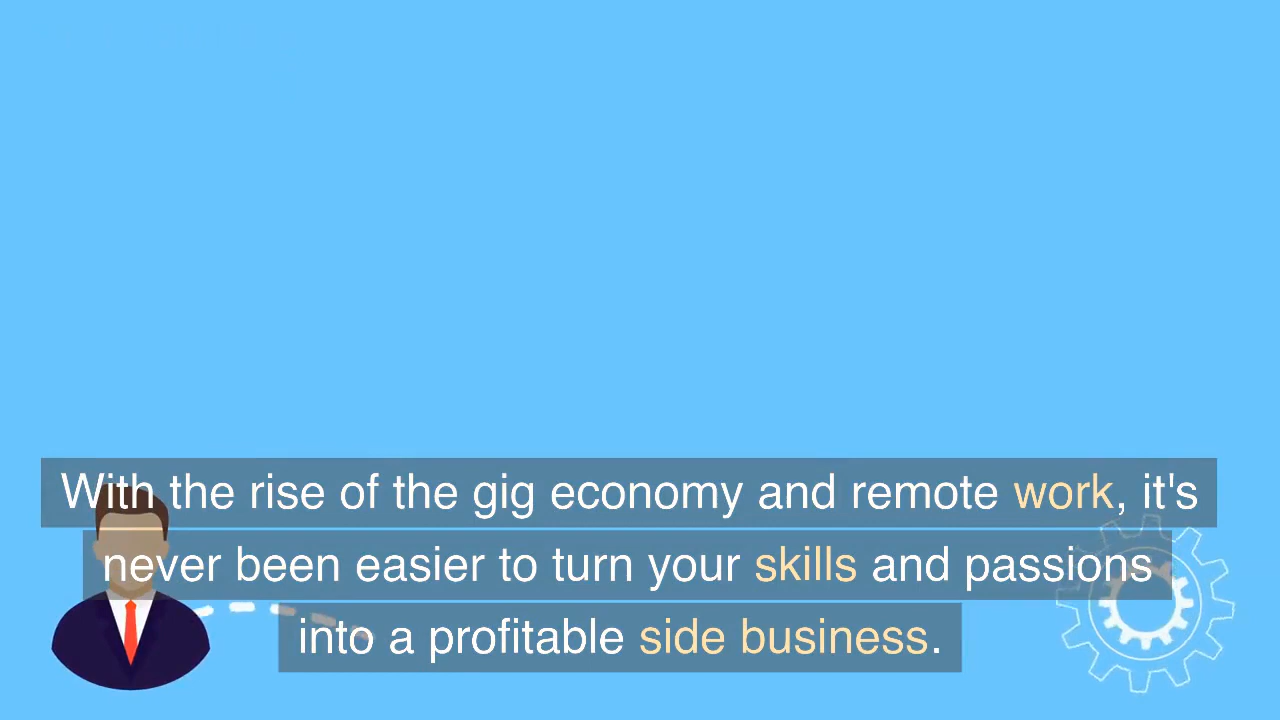 With the rise of the gig economy and remote work, it's
never been easier to turn your skills and passions
into a profitable side business.